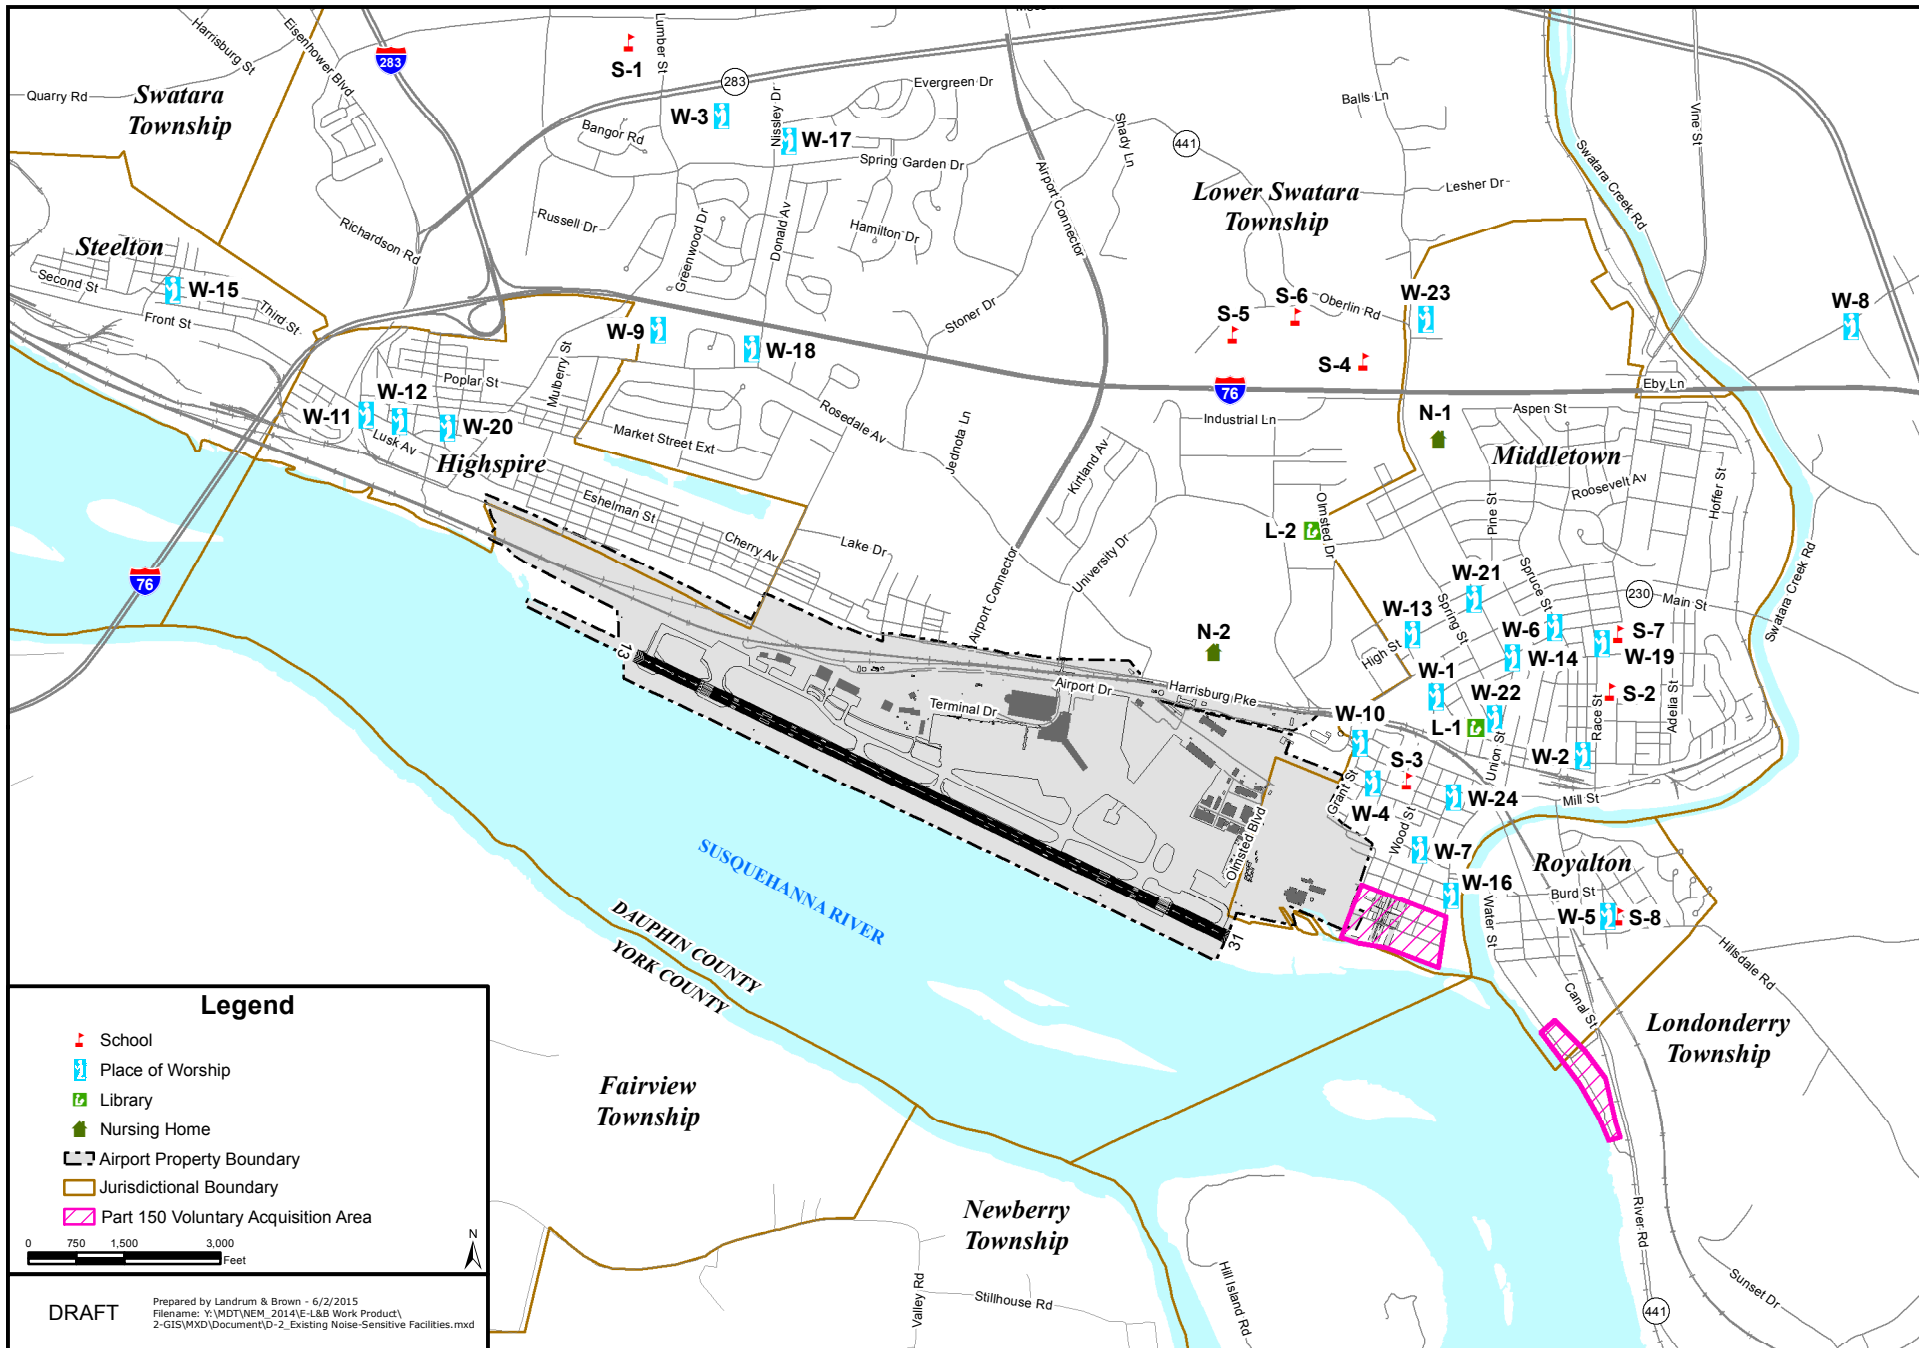 Moss
Harrisburg St
Eisenhower Blvd
Lumber St
283
S-1
283
Evergreen Dr
Quarry Rd
Swatara
Township
W-3
Nissley Dr
Bangor Rd
W-17
Spring Garden Dr
Shady Ln
441
Balls Ln
Vine St
Swatara Creek Rd
Airport Connector
Lower Swatara
Township
Lesher Dr
Richardson Rd
Russell Dr
Greenwood Dr
Donald Av
Hamilton Dr
Steelton
Second St
W-15
Third St
Front St
Stoner Dr
S-6
S-5
Oberlin Rd
W-23
W-8
W-9
W-18
S-4
Mulberry St
Poplar St
W-12
W-11
W-20
Lusk Av
Highspire
Market Street Ext
Rosedale Av
76
Eby Ln
Industrial Ln
N-1
Aspen St
Middletown
Jednota Ln
Kirtland Av
Roosevelt Av
Hoffer St
Pine St
Eshelman St
Cherry Av
Lake Dr
L-2
Olmsted Dr
University Dr
Airport Connector
76
W-21
Spruce St
230
Main St
Swatara Creek Rd
W-13
Spring St
W-6
S-7
N-2
High St
W-14
W-19
13
W-1
W-22
S-2
Airport Dr
Harrisburg Pke
Terminal Dr
L-1
Race St
Adelia St
W-10
Union St
W-2
S-3
Grant St
W-4
W-24
Mill St
Wood St
Olmsted Blvd
W-7
Royalton
W-16
Burd St
SUSQUEHANNA RIVER
Water St
W-5
S-8
31
DAUPHIN COUNTY
YORK COUNTY
Hillsdale Rd
Canal St
Londonderry
Township
Fairview
Township
Newberry
Township
River Rd
Hill Island Rd
Valley Rd
Stillhouse Rd
Sunset Dr
441
Legend
School
Place of Worship
Library
Nursing Home
Airport Property Boundary
Jurisdictional Boundary
Part 150 Voluntary Acquisition Area
0 750 1,500 3,000
Feet
N
DRAFT
Prepared by Landrum & Brown - 6/2/2015
Filename: Y:\MDT\NEM_2014\E-L&B Work Product\
2-GIS\MXD\Document\D-2_Existing Noise-Sensitive Facilities.mxd